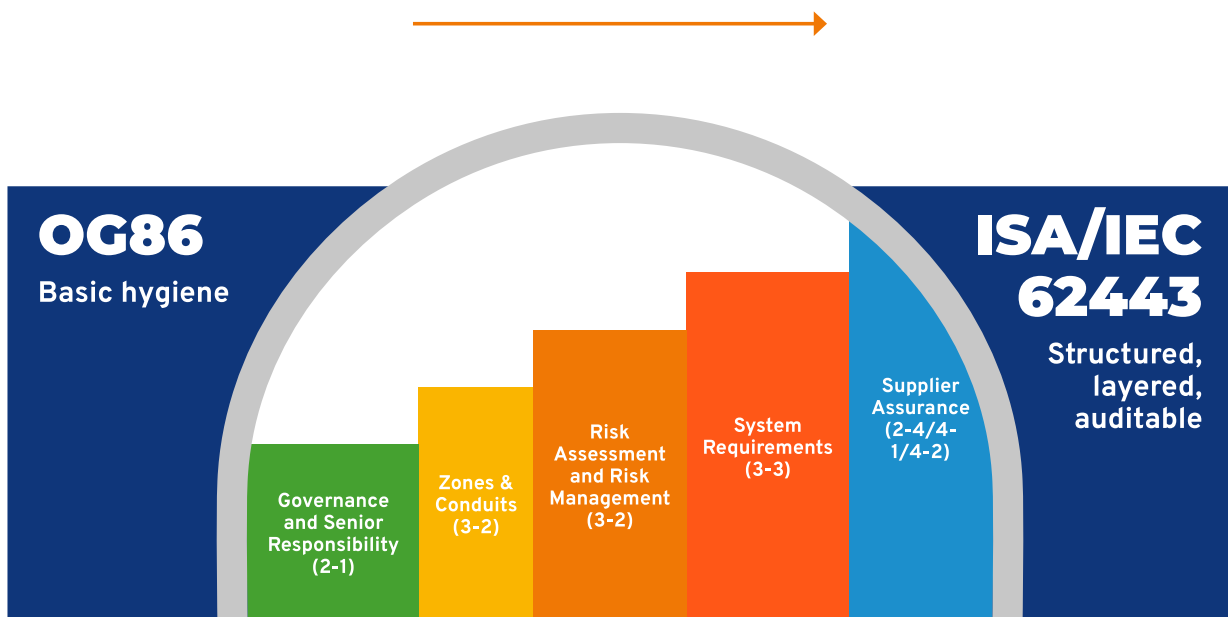 OG86
Basic hygiene
Governance
and Senior
Responsibility
(2-1)
Zones &
Conduits
(3-2)
Risk
Assessment
and Risk
Management
(3-2)
System
Requirements
(3-3)
Supplier
Assurance
(2-4/4-
1/4-2)
ISA/IEC
62443
Structured,
layered,
auditable